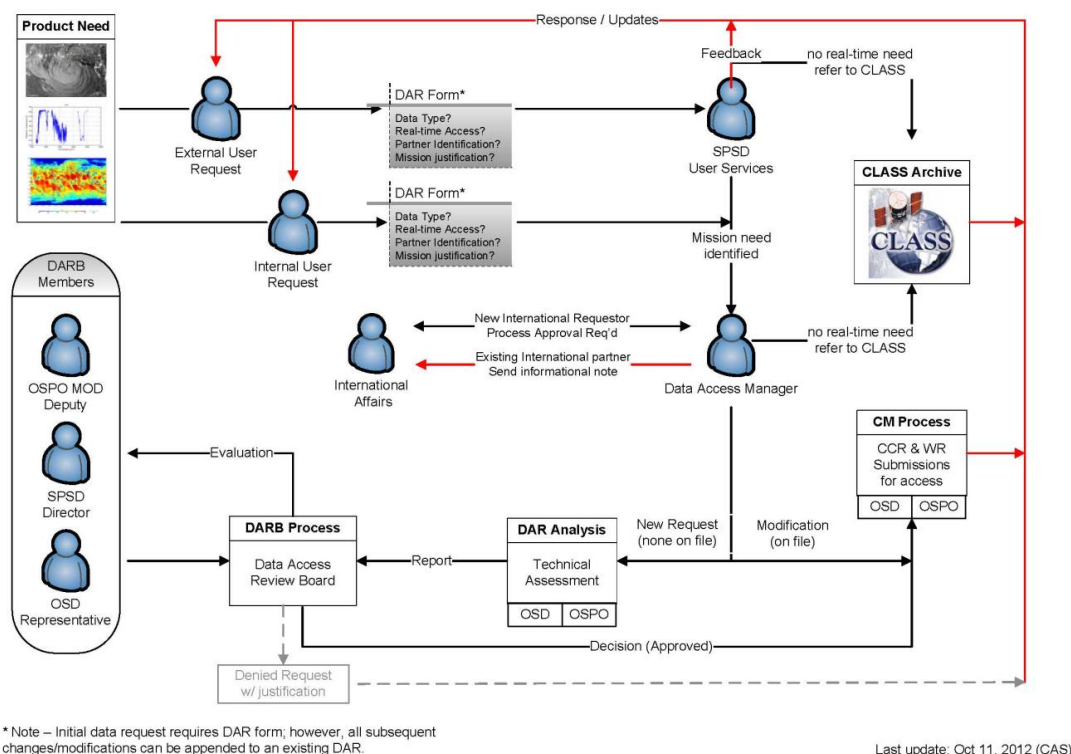 Product Need
Response / Updates
Feedback
no real-time need
refer to CLASS
External User
Request
DAR Form*
Data Type?
Real-time Access?
Partner Identification?
Mission justification?
SPSD
User Services
CLASS Archive
CLASS
Internal User
Request
DAR Form*
Data Type?
Real-time Access?
Partner Identification?
Mission justification?
Mission need
identified
DARB
Members
OSPO MOD
Deputy
SPSD
Director
OSD
Representative
International
Affairs
New International Requestor
Process Approval Req'd
Existing International partner
Send informational note
Data Access Manager
no real-time need
refer to CLASS
CM Process
CCR & WR
Submissions
for access
OSD
OSPO
Evaluation
DARB Process
Data Access
Review Board
Report
DAR Analysis
Technical
Assessment
OSD
OSPO
New Request
(none on file)
Modification
(on file)
Decision (Approved)
Denied Request
w/ justification
* Note – Initial data request requires DAR form; however, all subsequent
changes/modifications can be appended to an existing DAR.
Last update: Oct 11, 2012 (CAS)